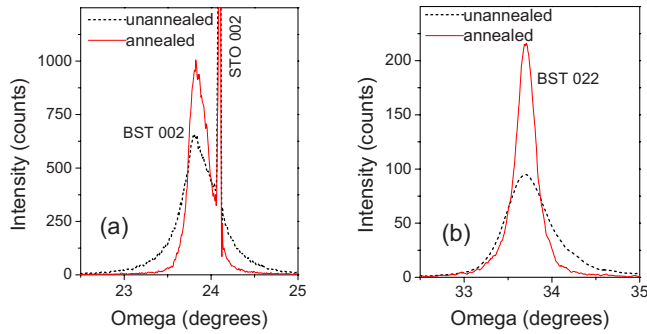 unannealed
annealed
1000
750
500
250
0
Intensity (counts)
BST 002
STO 002
(a)
23
24
25
Omega (degrees)
unannealed
annealed
200
150
100
50
0
Intensity (counts)
BST 022
(b)
33
34
35
Omega (degrees)